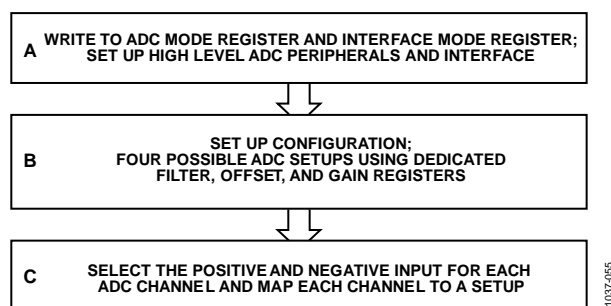 A
WRITE TO ADC MODE REGISTER AND INTERFACE MODE REGISTER;
SET UP HIGH LEVEL ADC PERIPHERALS AND INTERFACE
B
SET UP CONFIGURATION;
FOUR POSSIBLE ADC SETUPS USING DEDICATED
FILTER, OFFSET, AND GAIN REGISTERS
C
SELECT THE POSITIVE AND NEGATIVE INPUT FOR EACH
ADC CHANNEL AND MAP EACH CHANNEL TO A SETUP